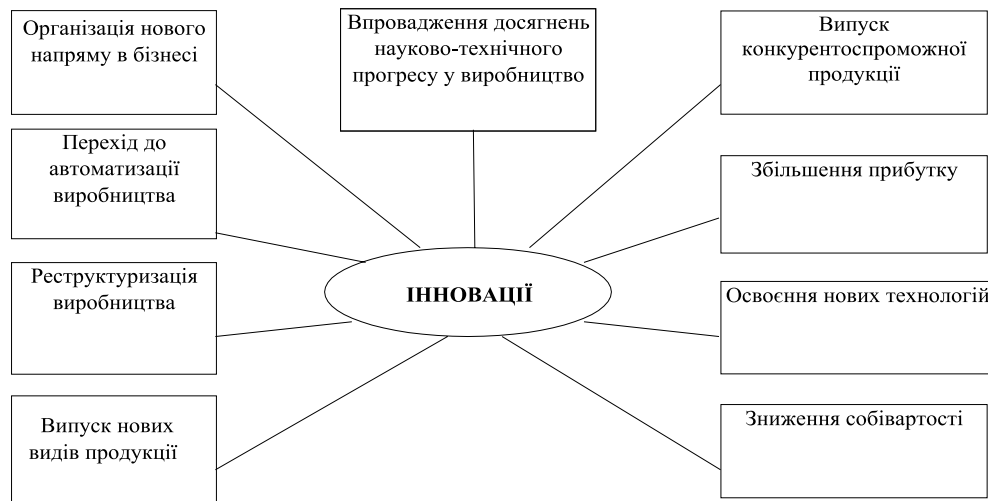 Організація нового
напряму в бізнесі
Впровадження досягнень
науково-технічного
прогресу у виробництво
Випуск
конкурентоспроможної
продукції
Перехід до
автоматизації
виробництва
Збільшення прибутку
Реструктуризація
виробництва
ІННОВАЦІЇ
Освоєння нових технологій
Випуск нових
видів продукції
Зниження собівартості